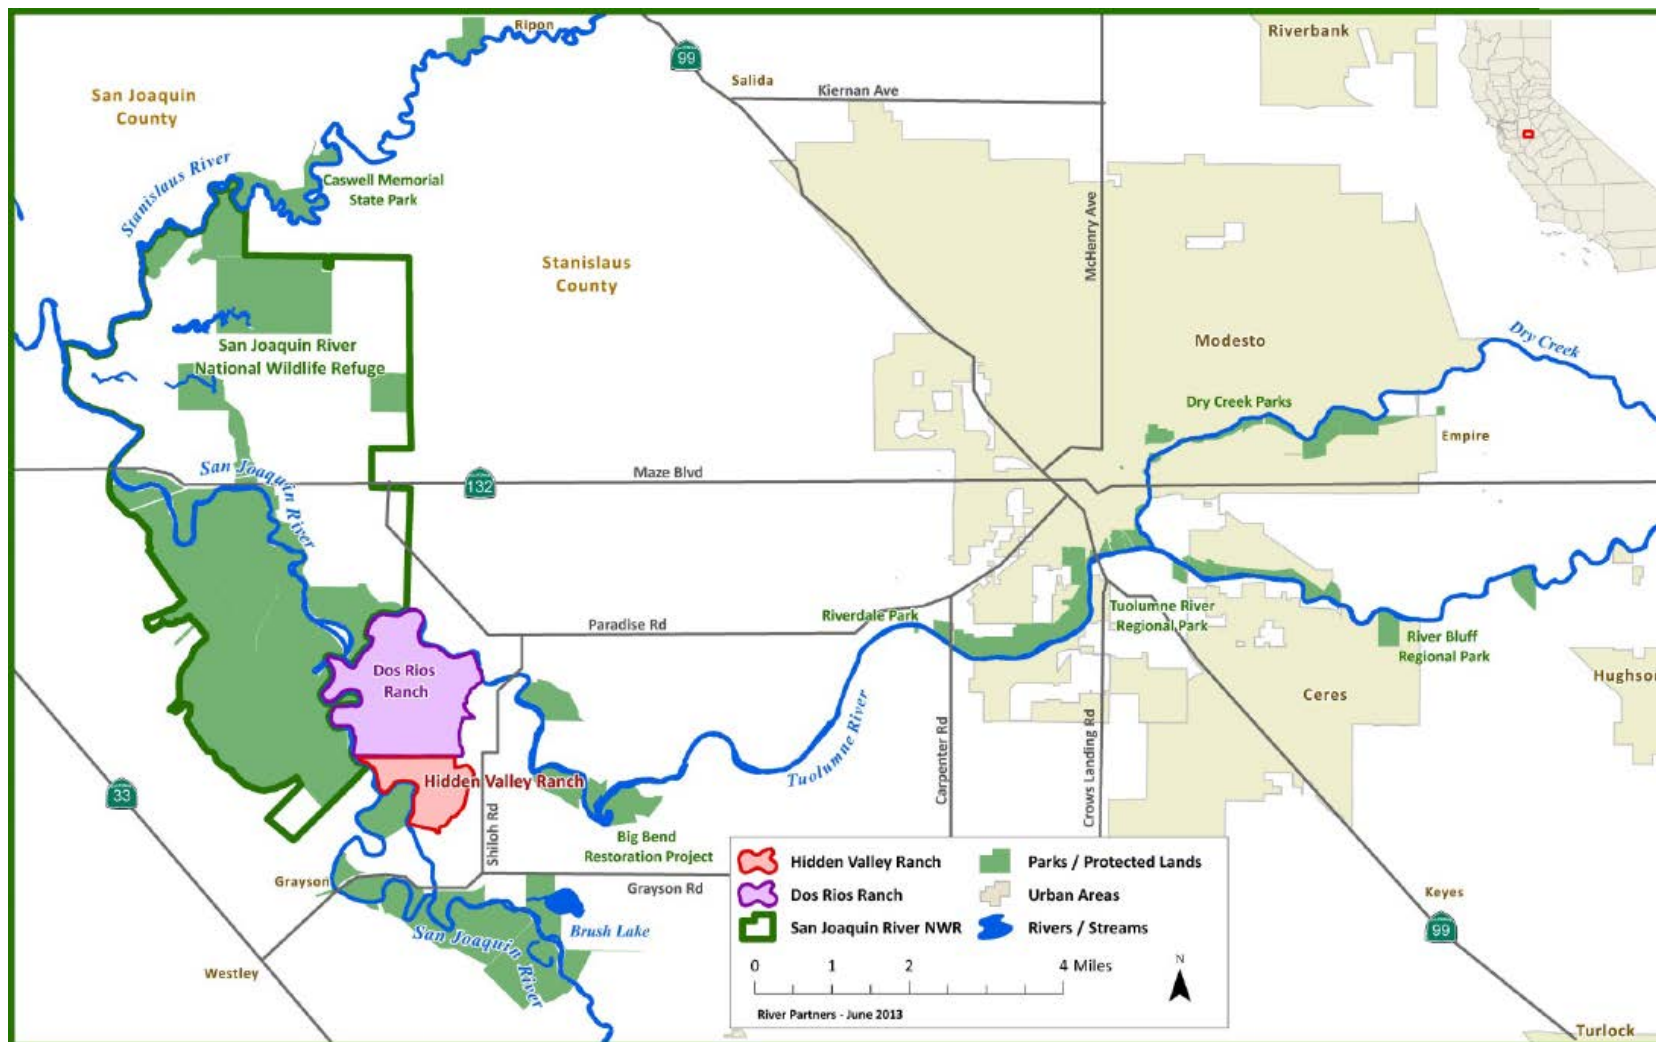 Ripon
99
Riverbank
Salida
Kiernan Ave
San Joaquin
County
Stanislaus River
Caswell Memorial
State Park
McHenry Ave
Stanislaus
County
Modesto
Dry Creek
San Joaquin River
National Wildlife Refuge
Dry Creek Parks
Empire
San Joaquin River
132
Maze Blvd
Riverdale Park
Paradise Rd
Tuolumne River
Regional Park
River Bluff
Regional Park
Dos Rios
Ranch
Hughson
Ceres
Tuolumne River
Carpenter Rd
Crows Landing Rd
33
Hidden Valley Ranch
Shiloh Rd
Big Bend
Restoration Project
Grayson
Grayson Rd
Brush Lake
San Joaquin River
Westley
Keyes
99
Turlock
Hidden Valley Ranch
Dos Rios Ranch
San Joaquin River NWR
Parks / Protected Lands
Urban Areas
Rivers / Streams
0 1 2 4 Miles
N
River Partners - June 2013